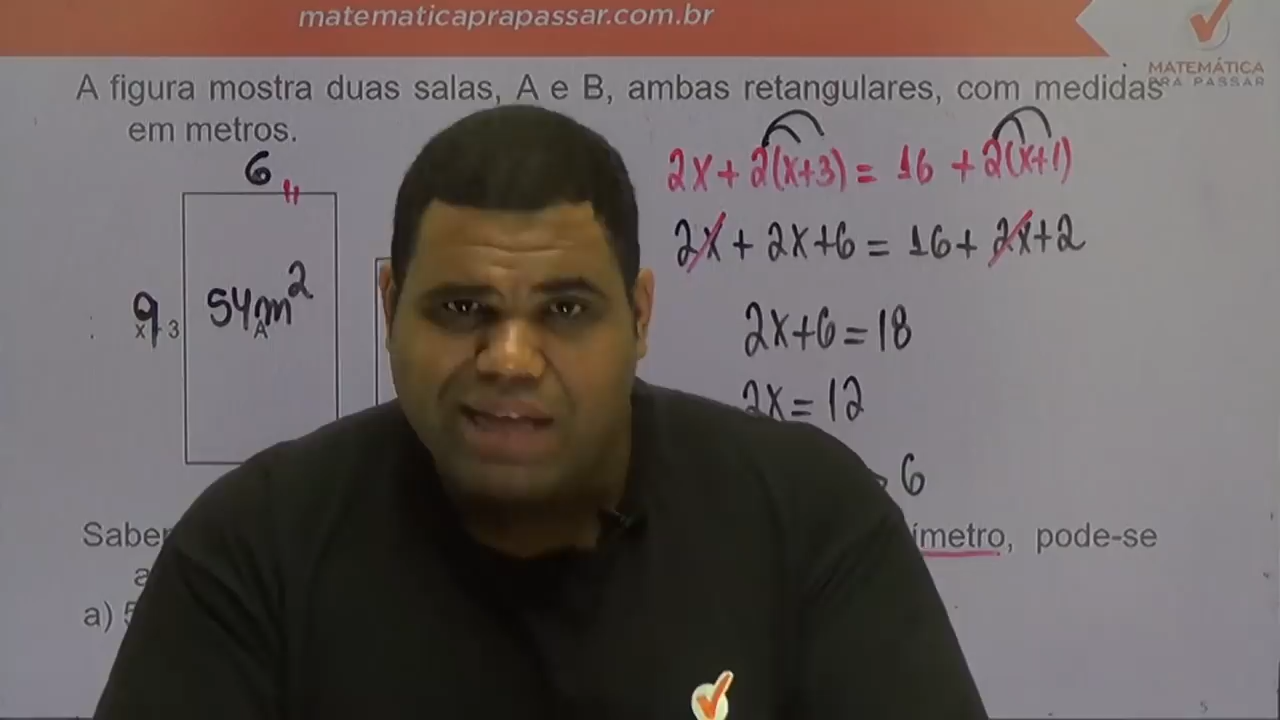 matematicaprapassar.com.br
MATEMÁTICA
PRA PASSAR
A figura mostra duas salas, A e B, ambas retangulares, com medidas
em metros.
6
9
x 3
54m²
A
2x + 2(x+3) = 16 + 2(x+1)
2x + 2x+6 = 16 + 2x+2
2x+6 = 18
2x = 12
6
ímetro, pode-se
a)
5